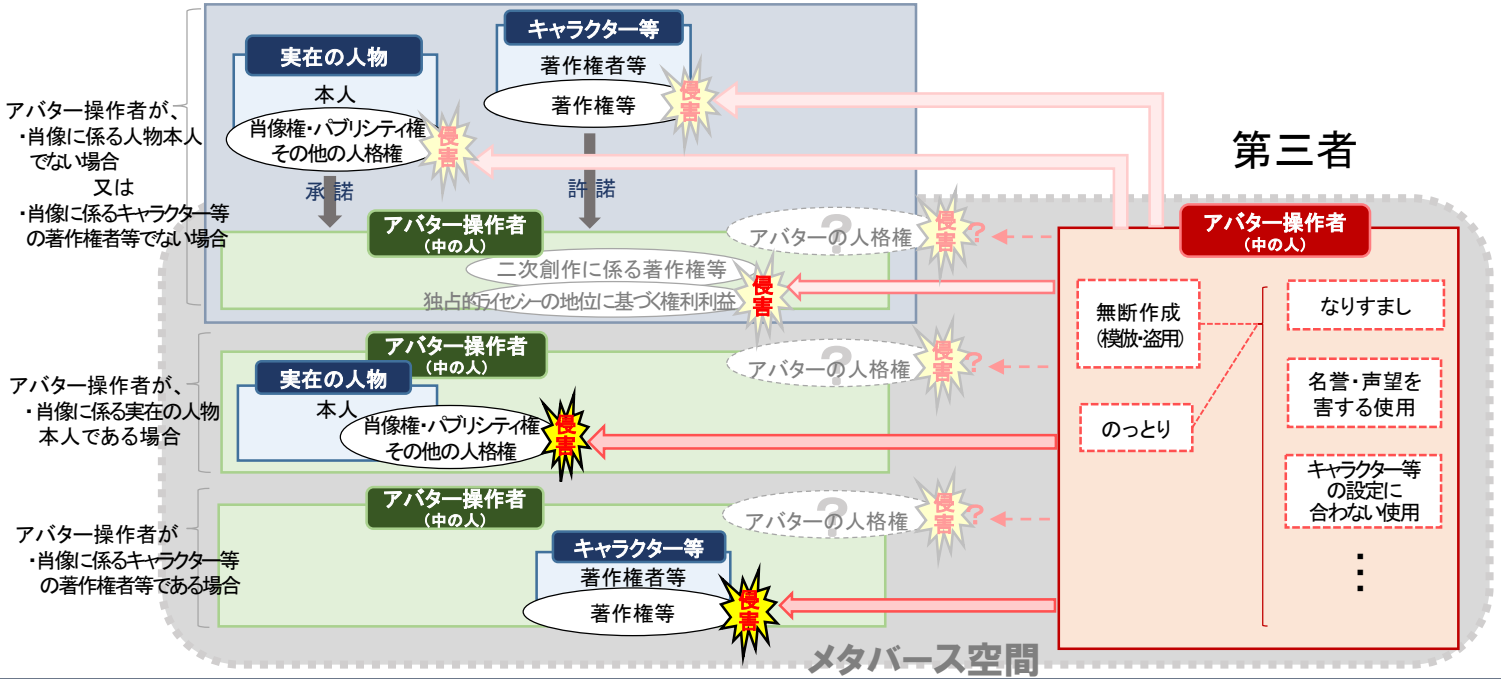 アバター操作者が、
・肖像に係る人物本人
でない場合
又は
・肖像に係るキャラクター等
の著作権者等でない場合
実在の人物
本人
肖像権・パブリシティ権
その他の人格権
侵害
承諾
キャラクター等
著作権者等
著作権等
侵害
許諾
アバター操作者
(中の人)
?
アバターの人格権
侵害
?
二次創作に係る著作権等
独占的ライセンシーの地位に基づく権利利益
侵害
アバター操作者が、
・肖像に係る実在の人物
本人である場合
アバター操作者
(中の人)
実在の人物
本人
肖像権・パブリシティ権
その他の人格権
侵害
?
アバターの人格権
侵害
?
アバター操作者が
・肖像に係るキャラクター等
の著作権者等である場合
アバター操作者
(中の人)
?
アバターの人格権
侵害
?
キャラクター等
著作権者等
著作権等
侵害
第三者
アバター操作者
(中の人)
無断作成
(模倣・盗用)
のっとり
なりすまし
名誉・声望を
害する使用
キャラクター等
の設定に
合わない使用
・
・
・
メタバース空間